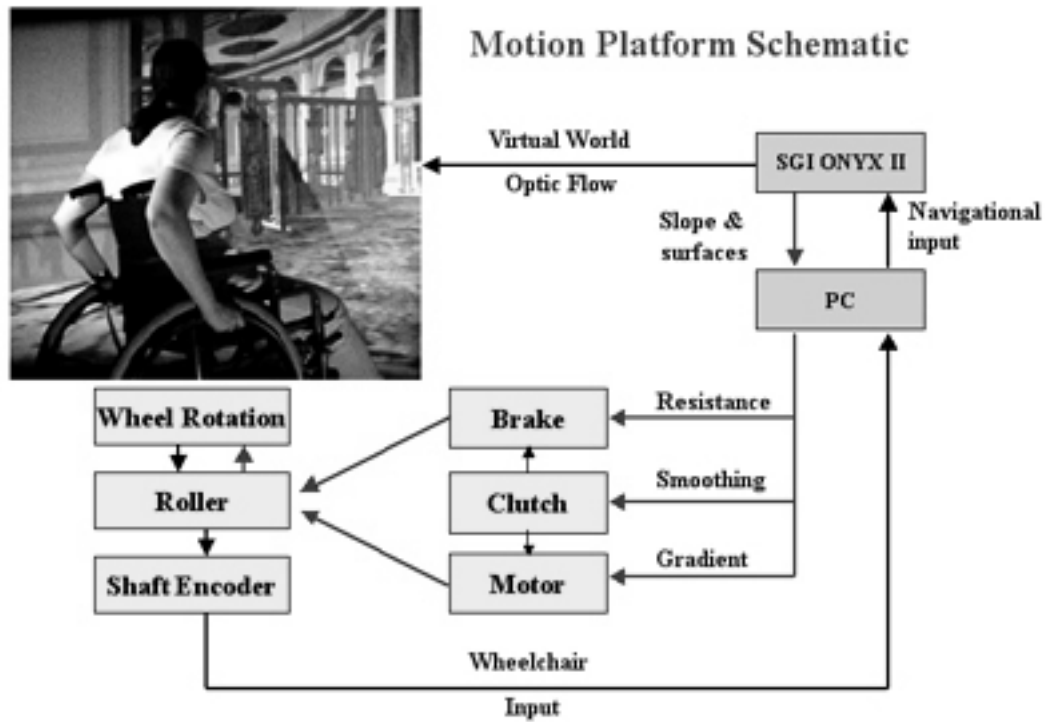 Motion Platform Schematic
Virtual World
Optic Flow
SGI ONYX II
Slope &
surfaces
Navigational
input
PC
Wheel Rotation
Brake
Resistance
Roller
Clutch
Smoothing
Shaft Encoder
Motor
Gradient
Wheelchair
Input